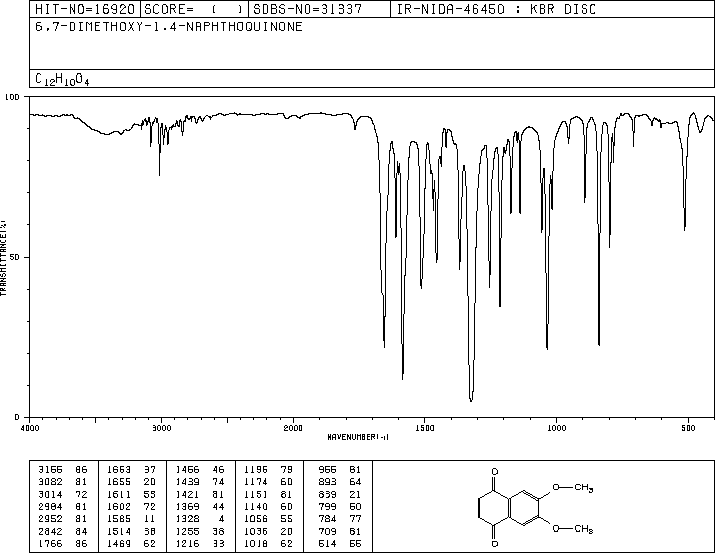 HIT-NO=16920 SCORE= ( ) SDBS-NO=31337 IR-NIDA-46450 : KBR DISC
6,7-DIMETHOXY-1,4-NAPHTHOQUINONE
C12H10O4
100
50
0
TRANSMITTANCE(%)
4000 3000 2000 1500 1000 500
WAVENUMBER(-1)
3166 86 1663 37 1456 46 1196 79 966 81
3082 81 1655 20 1439 74 1174 60 893 64
3014 72 1611 55 1421 81 1151 81 839 21
2984 81 1602 72 1369 44 1140 60 799 50
2952 81 1585 11 1328 4 1056 55 784 77
2842 84 1514 38 1255 38 1036 20 709 81
1766 86 1469 62 1216 33 1018 62 514 55
O
O—CH3
O—CH3
O